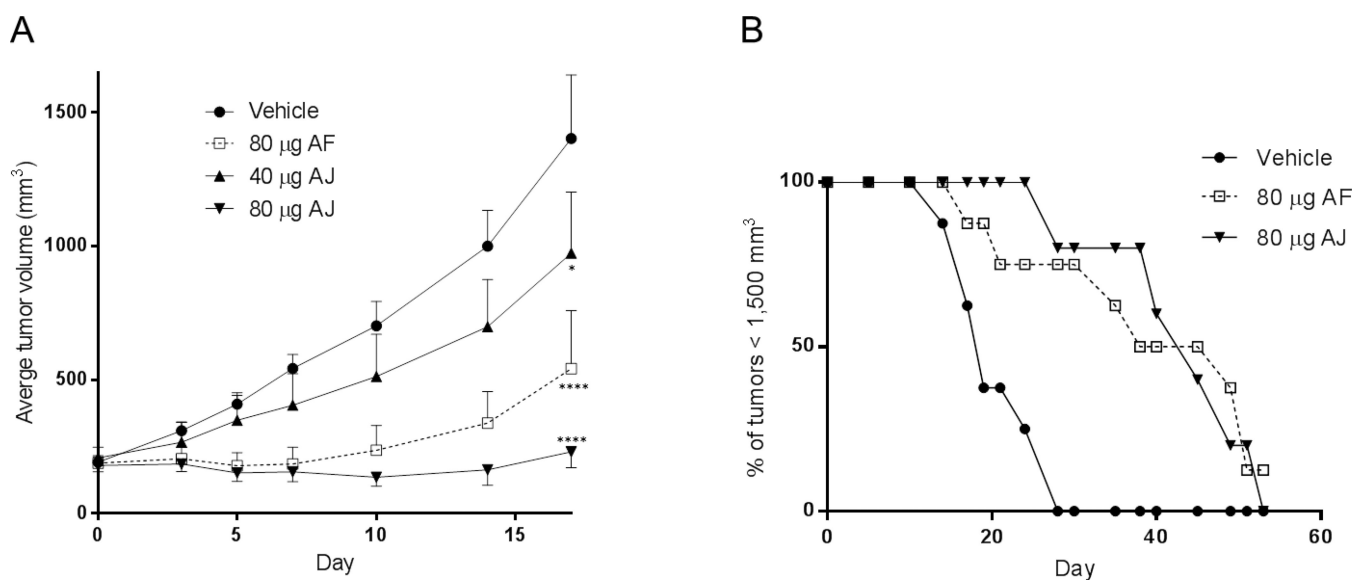 A
Averge tumor volume (mm³)
1500
1000
500
0
0
5
10
15
Day
Vehicle
80 μg AF
40 μg AJ
80 μg AJ
*
****
****
B
% of tumors < 1,500 mm³
100
50
0
0
20
40
60
Day
Vehicle
80 μg AF
80 μg AJ